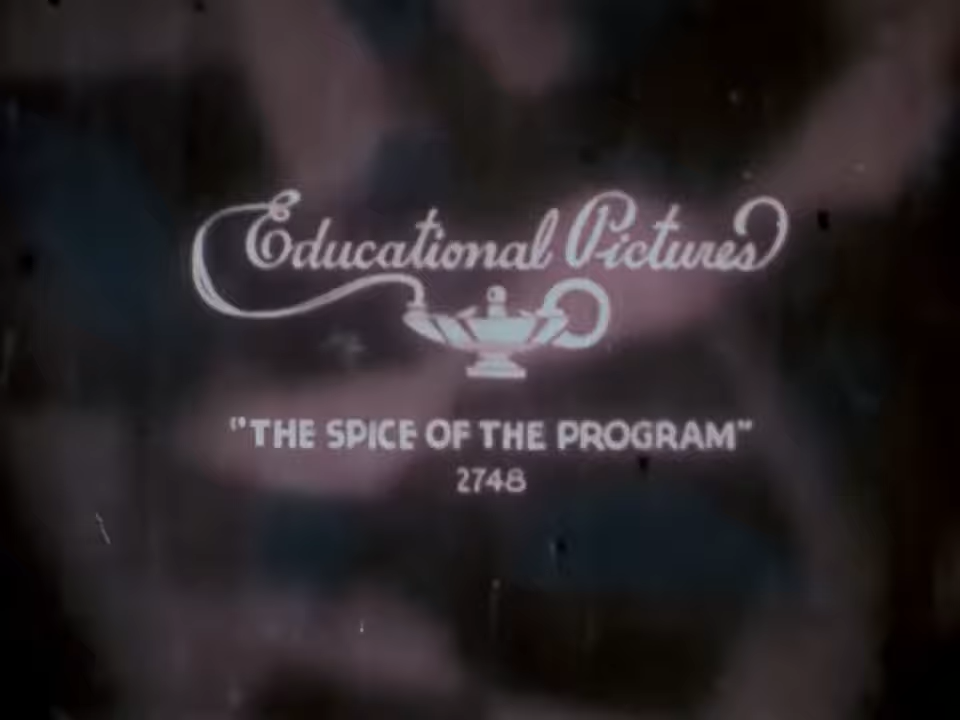 Educational Pictures
"THE SPICE OF THE PROGRAM"
2748